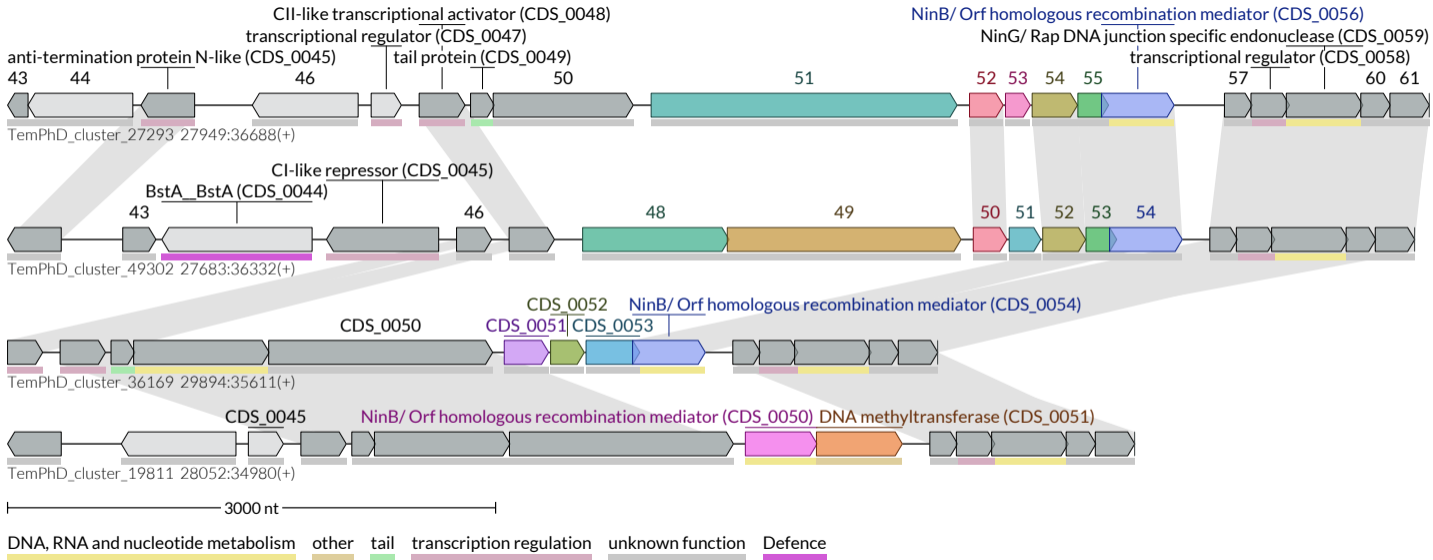 CII-like transcriptional activator (CDS_0048)
NinB/ Orf homologous recombination mediator (CDS_0056)
transcriptional regulator (CDS_0047)
NinG/ Rap DNA junction specific endonuclease (CDS_0059)
anti-termination protein N-like (CDS_0045)
tail protein (CDS_0049)
transcriptional regulator (CDS_0058)
43 44 46 50 51 52 53 54 55 57 60 61
TemPhD_cluster_27293 27949:36688(+)
CI-like repressor (CDS_0045)
BstA__BstA (CDS_0044)
43 46 48 49 50 51 52 53 54
TemPhD_cluster_49302 27683:36332(+)
CDS_0052 NinB/ Orf homologous recombination mediator (CDS_0054)
CDS_0050 CDS_0051 CDS_0053
TemPhD_cluster_36169 29894:35611(+)
CDS_0045 NinB/ Orf homologous recombination mediator (CDS_0050) DNA methyltransferase (CDS_0051)
TemPhD_cluster_19811 28052:34980(+)
3000 nt
DNA, RNA and nucleotide metabolism other tail transcription regulation unknown function Defence